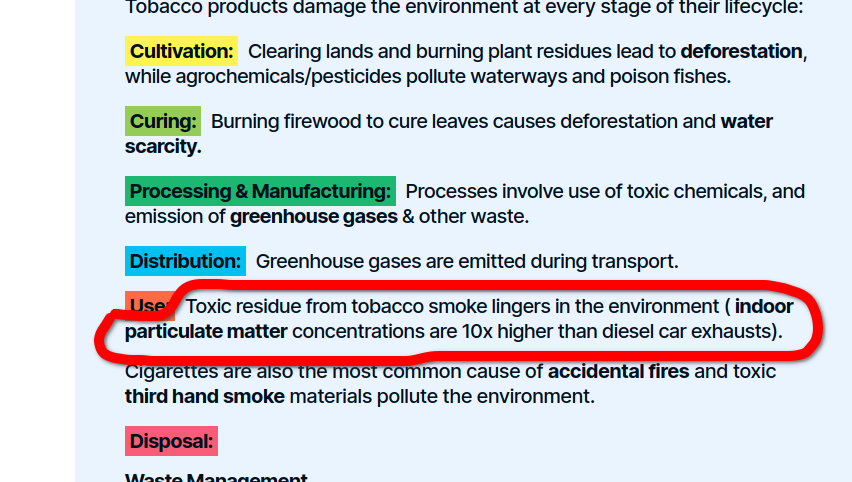 Tobacco products damage the environment at every stage of their lifecycle:
Cultivation: Clearing lands and burning plant residues lead to deforestation,
while agrochemicals/pesticides pollute waterways and poison fishes.
Curing: Burning firewood to cure leaves causes deforestation and water
scarcity.
Processing & Manufacturing: Processes involve use of toxic chemicals, and
emission of greenhouse gases & other waste.
Distribution: Greenhouse gases are emitted during transport.
Use: Toxic residue from tobacco smoke lingers in the environment ( indoor
particulate matter concentrations are 10x higher than diesel car exhausts).
Cigarettes are also the most common cause of accidental fires and toxic
third hand smoke materials pollute the environment.
Disposal:
Waste Management